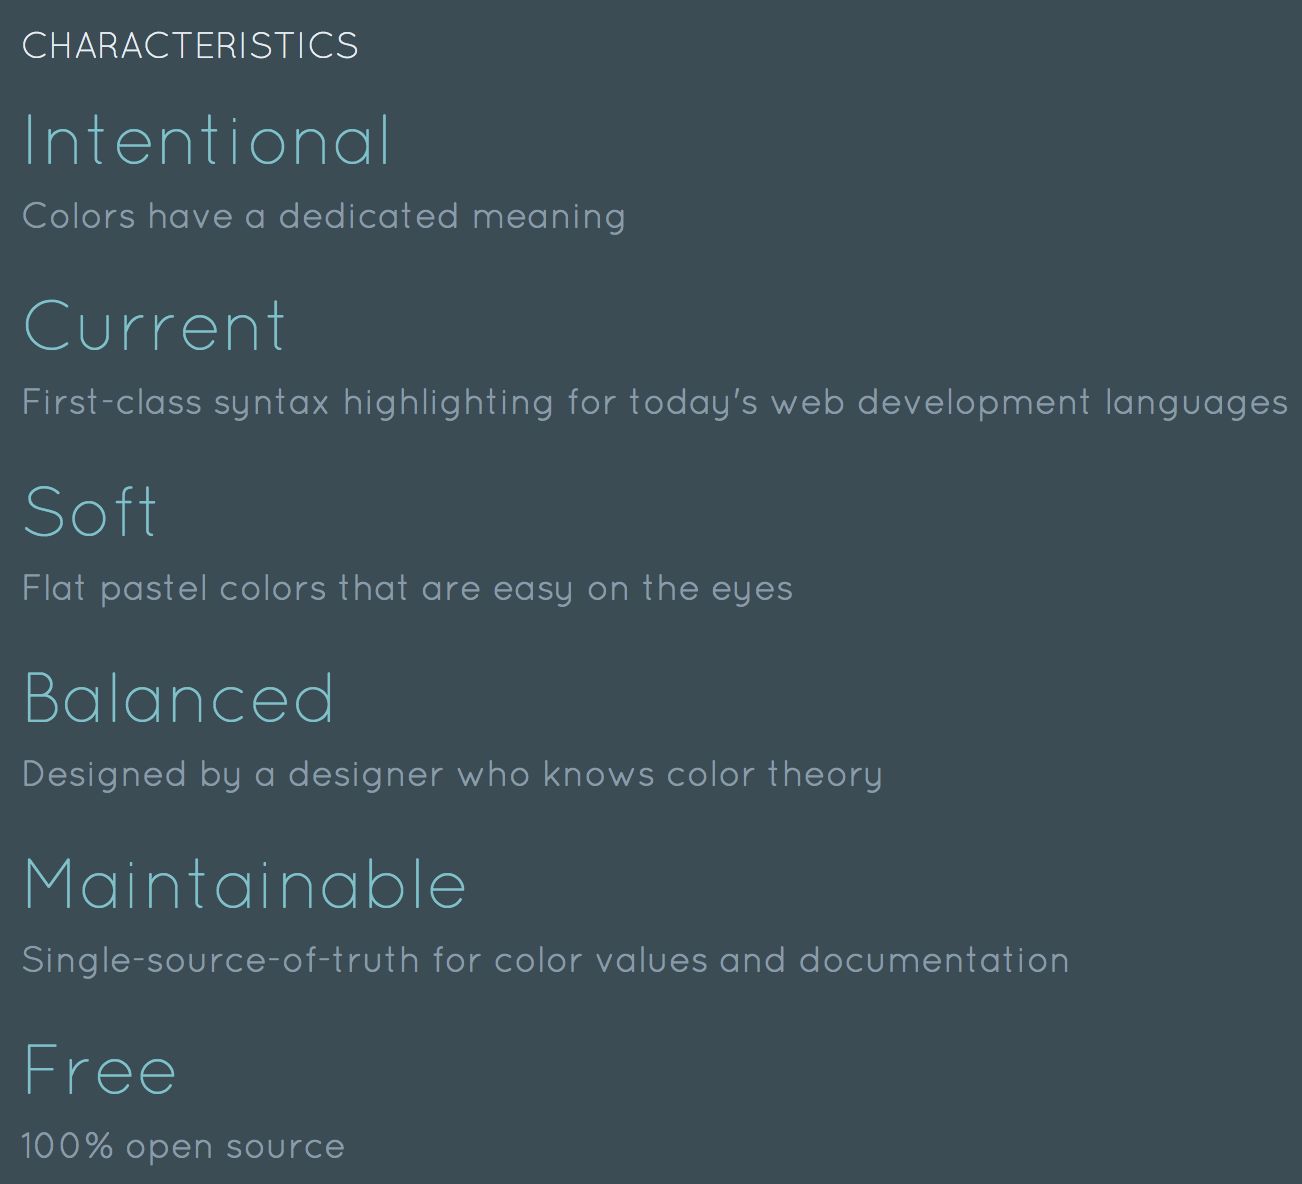 CHARACTERISTICS
Intentional
Colors have a dedicated meaning
Current
First-class syntax highlighting for today's web development languages
Soft
Flat pastel colors that are easy on the eyes
Balanced
Designed by a designer who knows color theory
Maintainable
Single-source-of-truth for color values and documentation
Free
100% open source